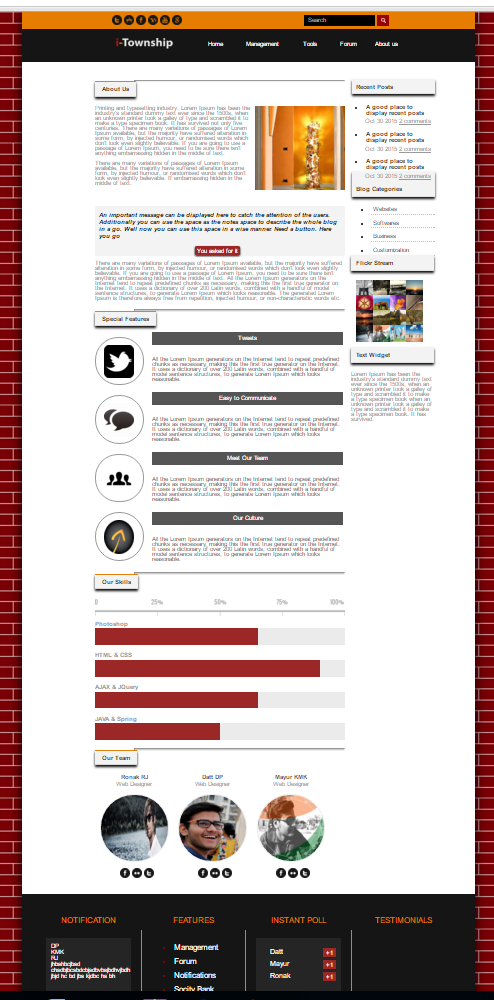 Search
i-Township
Home Management Tools Forum About us
About Us
Printing and typesetting industry. Lorem Ipsum has been the
industry's standard dummy text ever since the 1500s, when
an unknown printer took a galley of type and scrambled it to
make a type specimen book. It has survived not only five
centuries. There are many variations of passages of Lorem
Ipsum available, but the majority have suffered alteration in
some form, by injected humour, or randomised words which
don't look even slightly believable. If you are going to use a
passage of Lorem Ipsum, you need to be sure there isn't
anything embarrassing hidden in the middle of text.
There are many variations of passages of Lorem Ipsum
available, but the majority have suffered alteration in some
form, by injected humour, or randomised words which don't
look even slightly believable. If embarrassing hidden in the
middle of text.
An important message can be displayed here to catch the attention of the users.
Additionally you can use the space as the notes space to describe the whole blog
in a go. Well now you can use this space in a wise manner. Need a button. Here
you go
You asked for it
There are many variations of passages of Lorem Ipsum available, but the majority have suffered
alteration in some form, by injected humour, or randomised words which don't look even slightly
believable. If you are going to use a passage of Lorem Ipsum, you need to be sure there isn't
anything embarrassing hidden in the middle of text. All the Lorem Ipsum generators on the
Internet tend to repeat predefined chunks as necessary, making this the first true generator on
the Internet. It uses a dictionary of over 200 Latin words, combined with a handful of model
sentence structures, to generate Lorem Ipsum which looks reasonable. The generated Lorem
Ipsum is therefore always free from repetition, injected humour, or non-characteristic words etc.
Special Features
Tweets
All the Lorem Ipsum generators on the Internet tend to repeat predefined
chunks as necessary, making this the first true generator on the Internet.
It uses a dictionary of over 200 Latin words, combined with a handful of
model sentence structures, to generate Lorem Ipsum which looks
reasonable.
Easy to Communicate
All the Lorem Ipsum generators on the Internet tend to repeat predefined
chunks as necessary, making this the first true generator on the Internet.
It uses a dictionary of over 200 Latin words, combined with a handful of
model sentence structures, to generate Lorem Ipsum which looks
reasonable.
Meet Our Team
All the Lorem Ipsum generators on the Internet tend to repeat predefined
chunks as necessary, making this the first true generator on the Internet.
It uses a dictionary of over 200 Latin words, combined with a handful of
model sentence structures, to generate Lorem Ipsum which looks
reasonable.
Our Culture
All the Lorem Ipsum generators on the Internet tend to repeat predefined
chunks as necessary, making this the first true generator on the Internet.
It uses a dictionary of over 200 Latin words, combined with a handful of
model sentence structures, to generate Lorem Ipsum which looks
reasonable.
Our Skills
0 25% 50% 75% 100%
Photoshop
HTML & CSS
AJAX & JQuery
JAVA & Spring
Our Team
Ronak RJ Datt DP Mayur KMK
Web Designer Web Designer Web Designer
Recent Posts
A good place to
display recent posts
Oct 30 2015 2 comments
A good place to
display recent posts
Oct 30 2015 2 comments
A good place to
display recent posts
Oct 30 2015 2 comments
Blog Categories
Websites
Softwares
Business
Customization
Flickr Stream
Text Widget
Lorem Ipsum has been the
industry's standard dummy text
ever since the 1500s, when an
unknown printer took a galley of
type and scrambled it to make
a type specimen book when an
unknown printer took a galley of
type and scrambled it to make
a type specimen book. It has
survived.
NOTIFICATION
DP
KMK
RJ
FEATURES
Management
Forum
Notifications
Socity Bank
INSTANT POLL
Datt +1
Mayur +1
Ronak +1
TESTIMONIALS